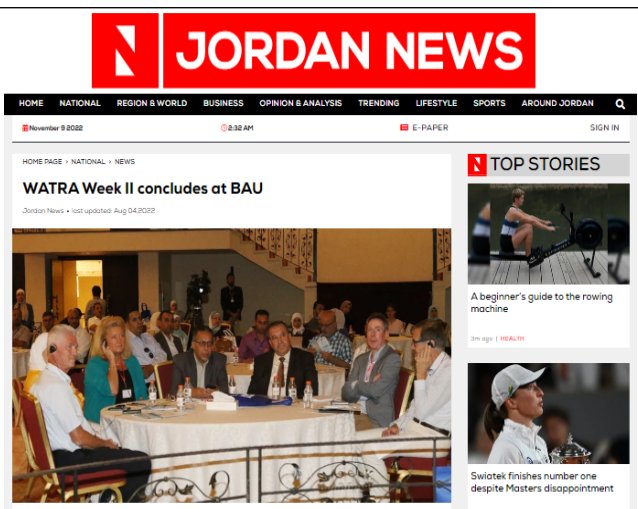 JORDAN NEWS
HOME NATIONAL REGION & WORLD BUSINESS OPINION & ANALYSIS TRENDING LIFESTYLE SPORTS AROUND JORDAN
November 9 2022 2:32 AM E-PAPER SIGN IN
HOME PAGE › NATIONAL › NEWS
WATRA Week II concludes at BAU
Jordan News • last updated: Aug 04,2022
TOP STORIES
A beginner's guide to the rowing
machine
3m ago | HEALTH
Swiatek finishes number one
despite Masters disappointment